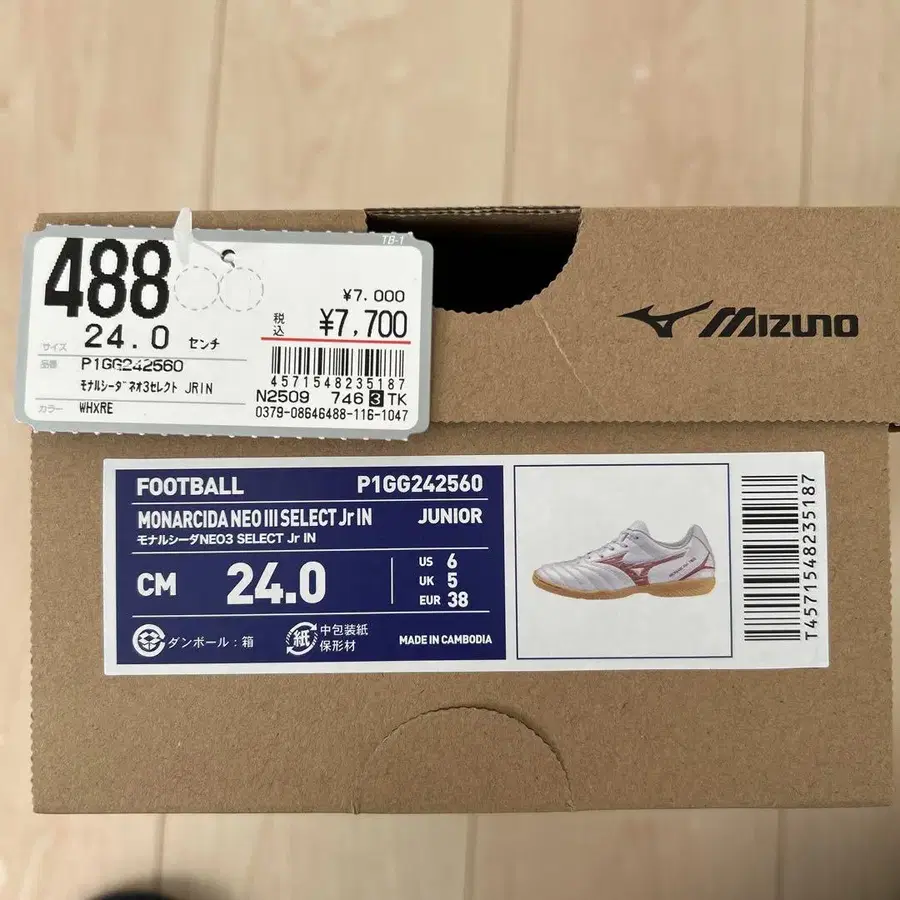 TB-1
488
サイズ 24.0 センチ
品番 P1GG242560
モナルシーダネオ3セレクト JRIN
カラー WHXRE
¥7.000
税込 ¥7,700
4571548235187
N2509 746 3 TK
0379-08646488-116-1047
MIZUNO
FOOTBALL P1GG242560
MONARCIDA NEO III SELECT Jr IN JUNIOR
モナルシーダNEO3 SELECT Jr IN
CM 24.0
US 6
UK 5
EUR 38
ダンボール：箱
紙 中包装紙
保形材
MADE IN CAMBODIA
T4571548235187